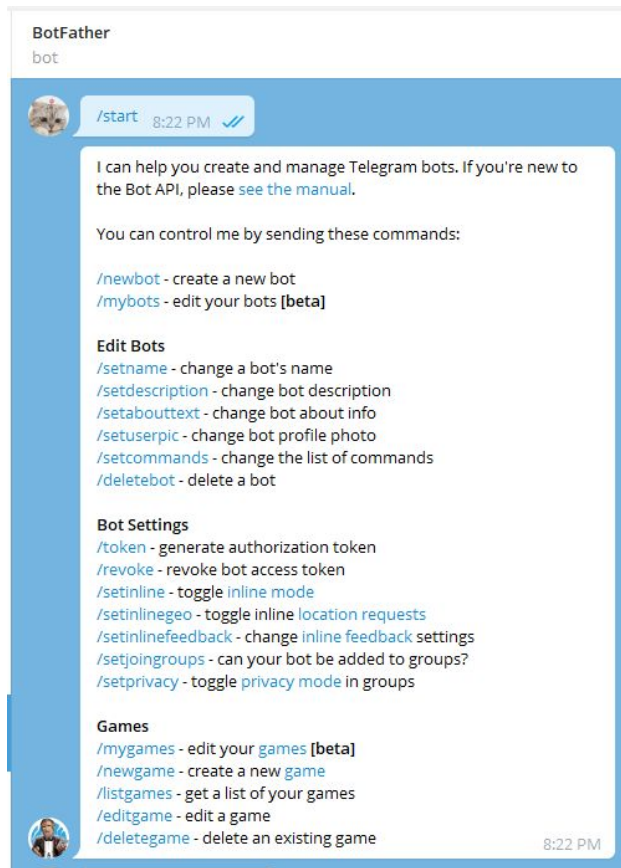 BotFather
bot
/start 8:22 PM
I can help you create and manage Telegram bots. If you're new to
the Bot API, please see the manual.
You can control me by sending these commands:
/newbot - create a new bot
/mybots - edit your bots [beta]
Edit Bots
/setname - change a bot's name
/setdescription - change bot description
/setabouttext - change bot about info
/setuserpic - change bot profile photo
/setcommands - change the list of commands
/deletebot - delete a bot
Bot Settings
/token - generate authorization token
/revoke - revoke bot access token
/setinline - toggle inline mode
/setinlinegeo - toggle inline location requests
/setinlinefeedback - change inline feedback settings
/setjoingroups - can your bot be added to groups?
/setprivacy - toggle privacy mode in groups
Games
/mygames - edit your games [beta]
/newgame - create a new game
/listgames - get a list of your games
/editgame - edit a game
/deletegame - delete an existing game
8:22 PM